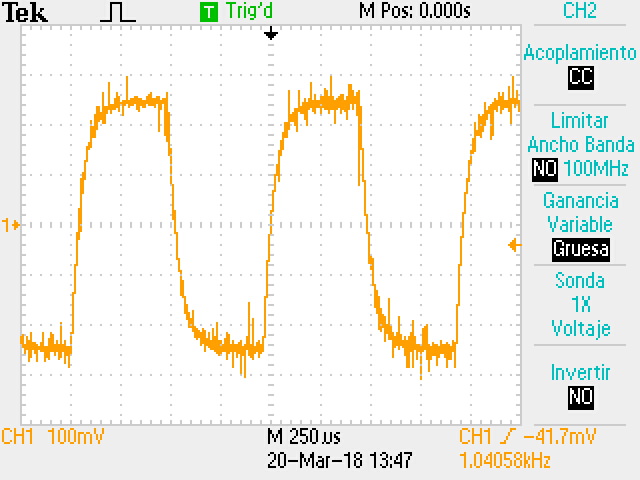 Tek
T Trig'd
M Pos: 0.000s
CH2
Acoplamiento
CC
Limitar
Ancho Banda
NO 100MHz
Ganancia
Variable
Gruesa
Sonda
1X
Voltaje
Invertir
NO
1
CH1 100mV
M 250µs
CH1 −41.7mV
20-Mar-18 13:47
1.04058kHz